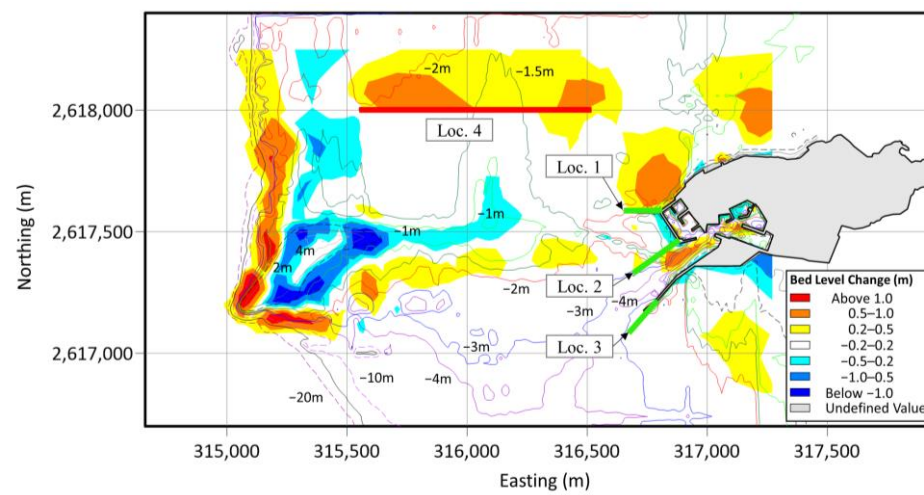 −2m
−1.5m
2,618,000
Loc. 4
Loc. 1
Northing (m)
−1m
−1m
2,617,500
4m
2m
Loc. 2
−2m
−4m
−3m
Bed Level Change (m)
Above 1.0
0.5−1.0
0.2−0.5
−0.2−0.2
−0.5−0.2
−1.0−0.5
Below −1.0
Undefined Value
Loc. 3
2,617,000
−3m
−10m
−4m
−20m
315,000
315,500
316,000
316,500
317,000
317,500
Easting (m)